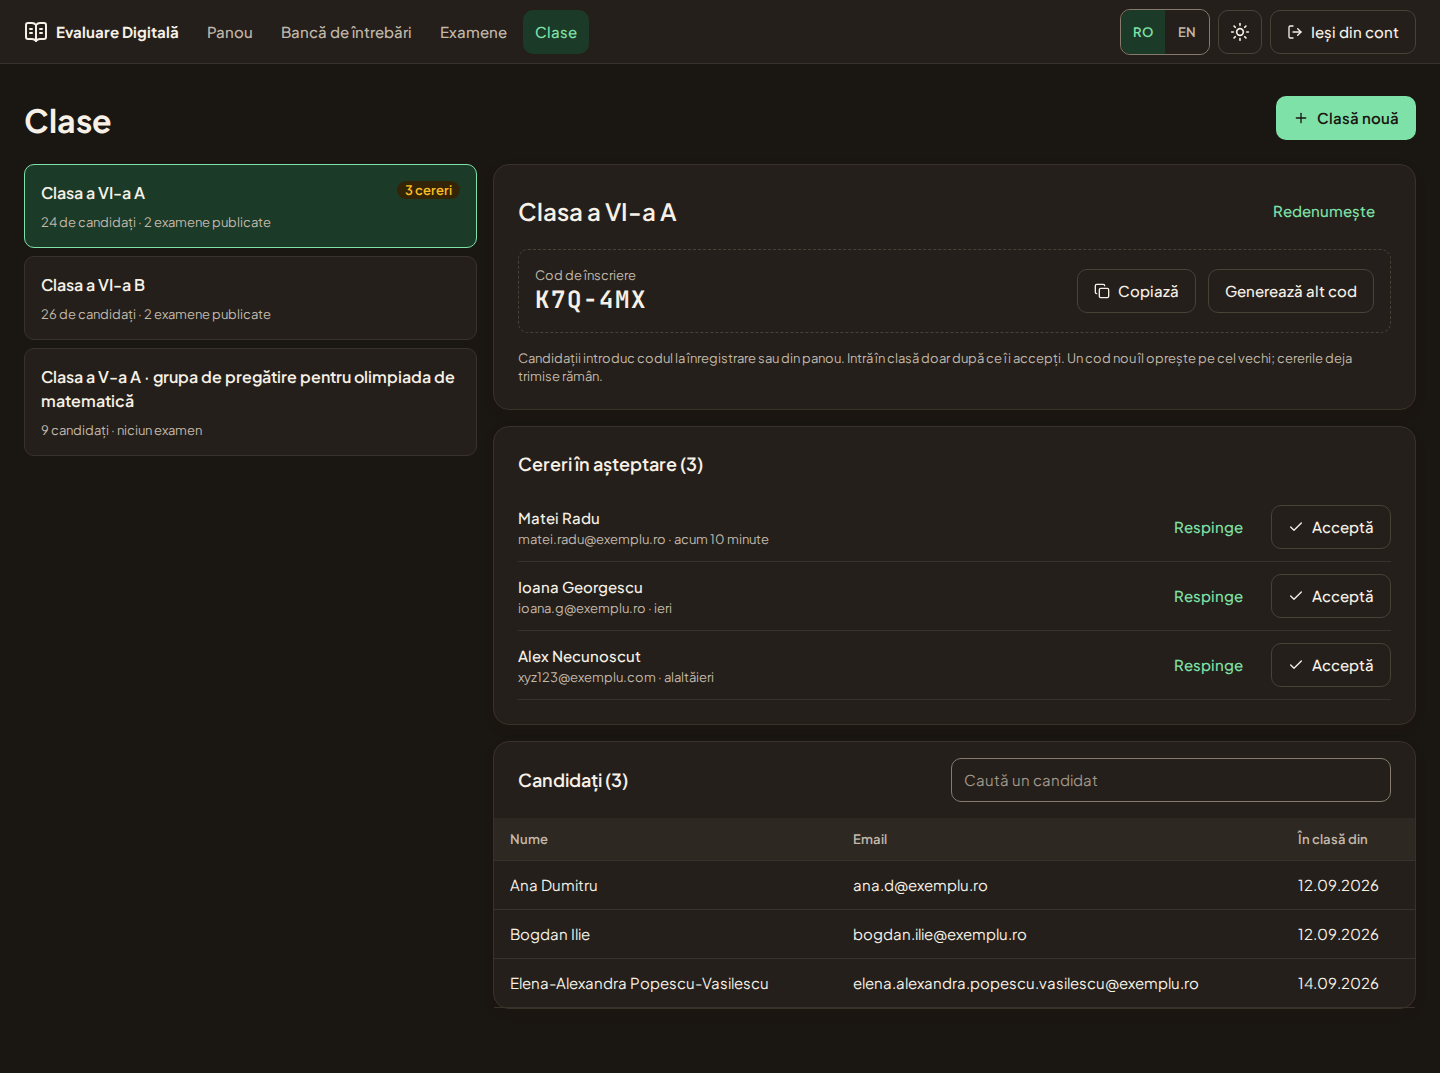 Evaluare Digitală
Panou
Bancă de întrebări
Examene
Clase
RO
EN
Ieși din cont
Clase
Clasă nouă
Clasa a VI-a A
3 cereri
24 de candidați · 2 examene publicate
Clasa a VI-a B
26 de candidați · 2 examene publicate
Clasa a V-a A · grupa de pregătire pentru olimpiada de
matematică
9 candidați · niciun examen
Clasa a VI-a A
Redenumește
Cod de înscriere
K7Q-4MX
Copiază
Generează alt cod
Candidații introduc codul la înregistrare sau din panou. Intră în clasă doar după ce îi accepți. Un cod nou îl oprește pe cel vechi; cererile deja
trimise rămân.
Cereri în așteptare (3)
Matei Radu
matei.radu@exemplu.ro · acum 10 minute
Respinge
Acceptă
Ioana Georgescu
ioana.g@exemplu.ro · ieri
Respinge
Acceptă
Alex Necunoscut
xyz123@exemplu.com · alaltăieri
Respinge
Acceptă
Candidați (3)
Caută un candidat
Nume
Email
În clasă din
Ana Dumitru
ana.d@exemplu.ro
12.09.2026
Bogdan Ilie
bogdan.ilie@exemplu.ro
12.09.2026
Elena-Alexandra Popescu-Vasilescu
elena.alexandra.popescu.vasilescu@exemplu.ro
14.09.2026